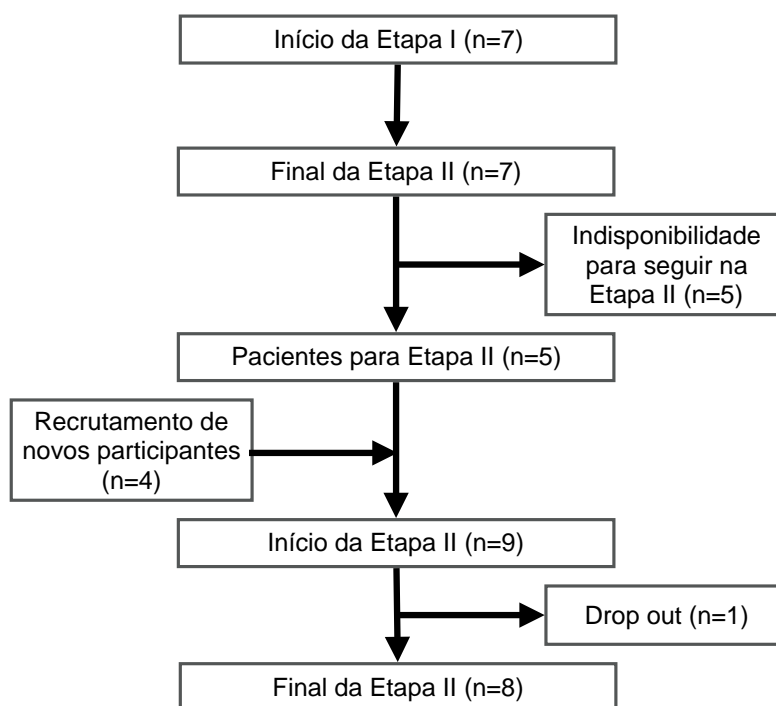 Início da Etapa I (n=7)
Final da Etapa II (n=7)
Indisponibilidade
para seguir na
Etapa II (n=5)
Pacientes para Etapa II (n=5)
Recrutamento de
novos participantes
(n=4)
Início da Etapa II (n=9)
Drop out (n=1)
Final da Etapa II (n=8)